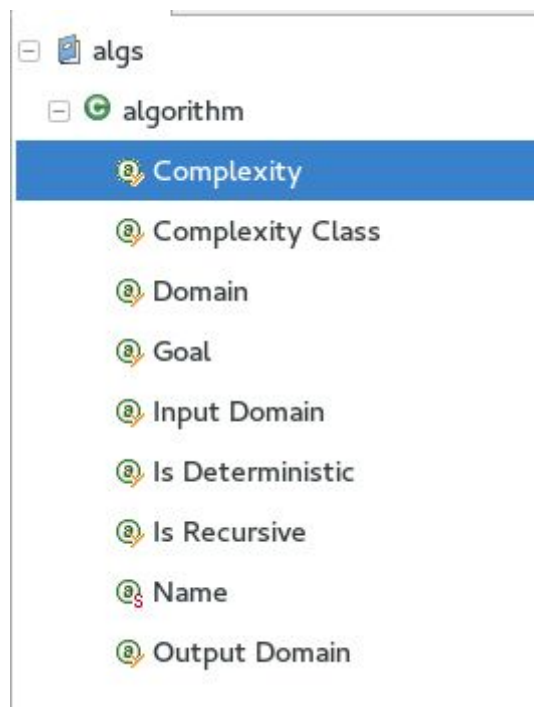 algs
algorithm
Complexity
Complexity Class
Domain
Goal
Input Domain
Is Deterministic
Is Recursive
Name
Output Domain